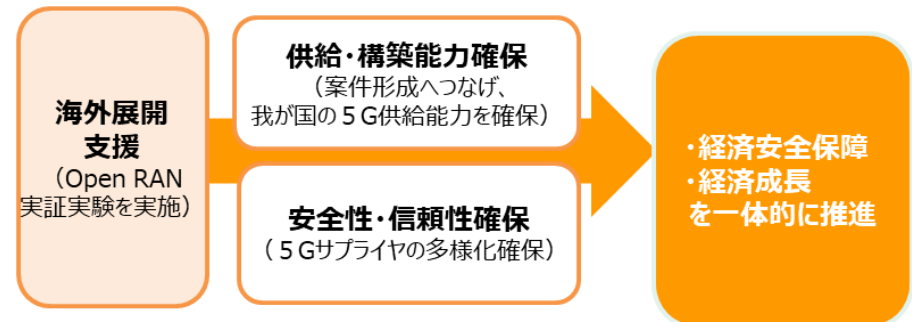 海外展開
支援
（Open RAN
実証実験を実施）
供給・構築能力確保
（案件形成へつなげ、
我が国の５G供給能力を確保）
安全性・信頼性確保
（５Gサプライヤの多様化確保）
・経済安全保障
・経済成長
を一体的に推進